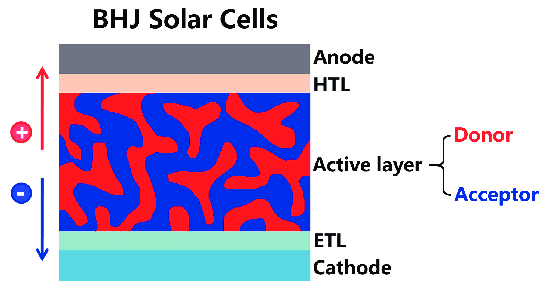 BHJ Solar Cells
Anode
HTL
+
Active layer
Donor
Acceptor
-
ETL
Cathode